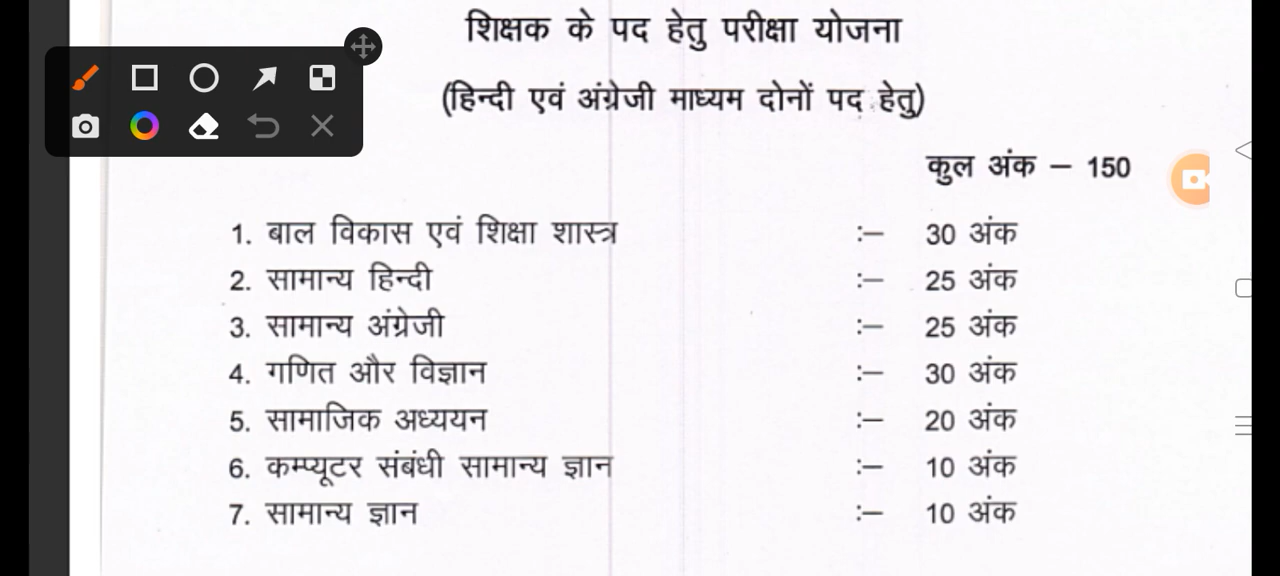 शिक्षक के पद हेतु परीक्षा योजना
(हिन्दी एवं अंग्रेजी माध्यम दोनों पद हेतु)
कुल अंक – 150
1. बाल विकास एवं शिक्षा शास्त्र :– 30 अंक
2. सामान्य हिन्दी :– 25 अंक
3. सामान्य अंग्रेजी :– 25 अंक
4. गणित और विज्ञान :– 30 अंक
5. सामाजिक अध्ययन :– 20 अंक
6. कम्प्यूटर संबंधी सामान्य ज्ञान :– 10 अंक
7. सामान्य ज्ञान :– 10 अंक